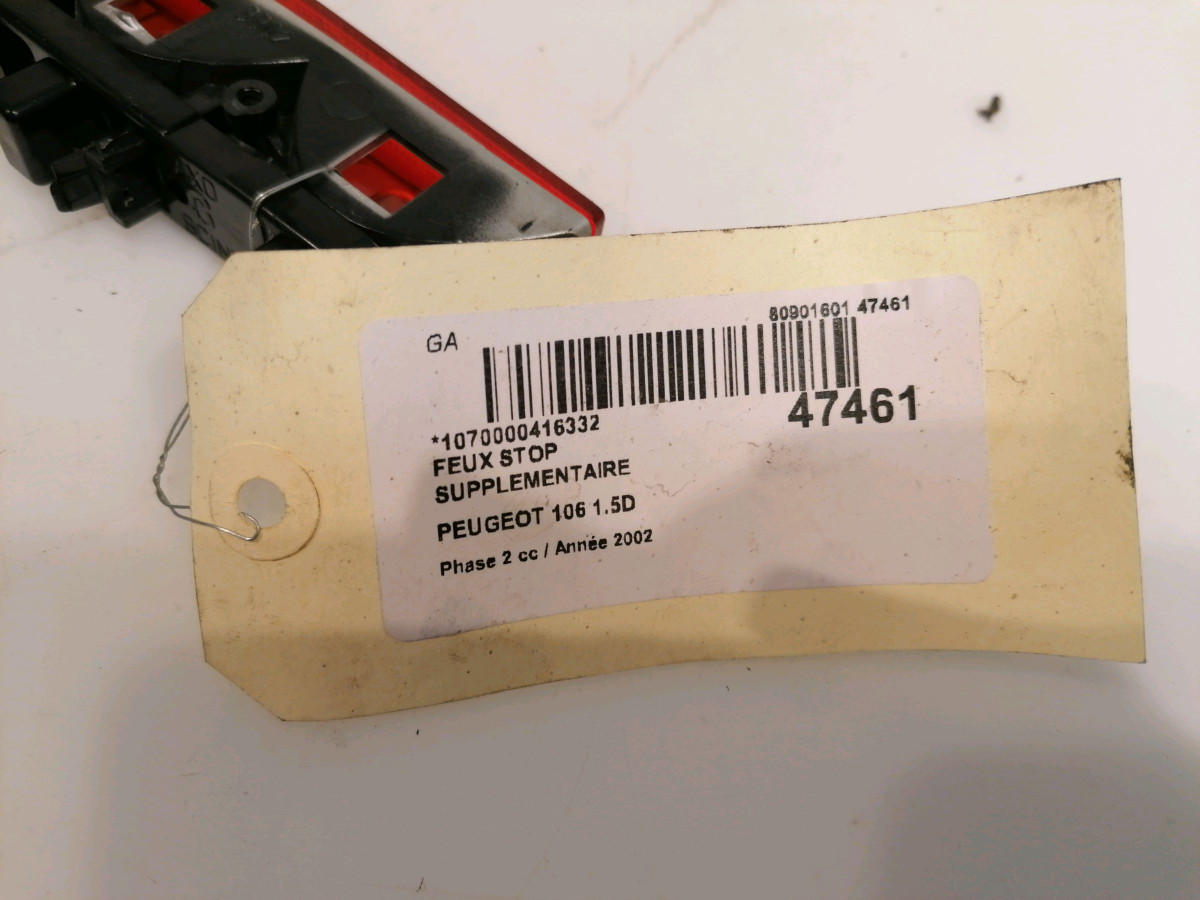 GA
80901601 47461
47461
*1070000416332
FEUX STOP
SUPPLEMENTAIRE
PEUGEOT 106 1.5D
Phase 2 cc / Année 2002